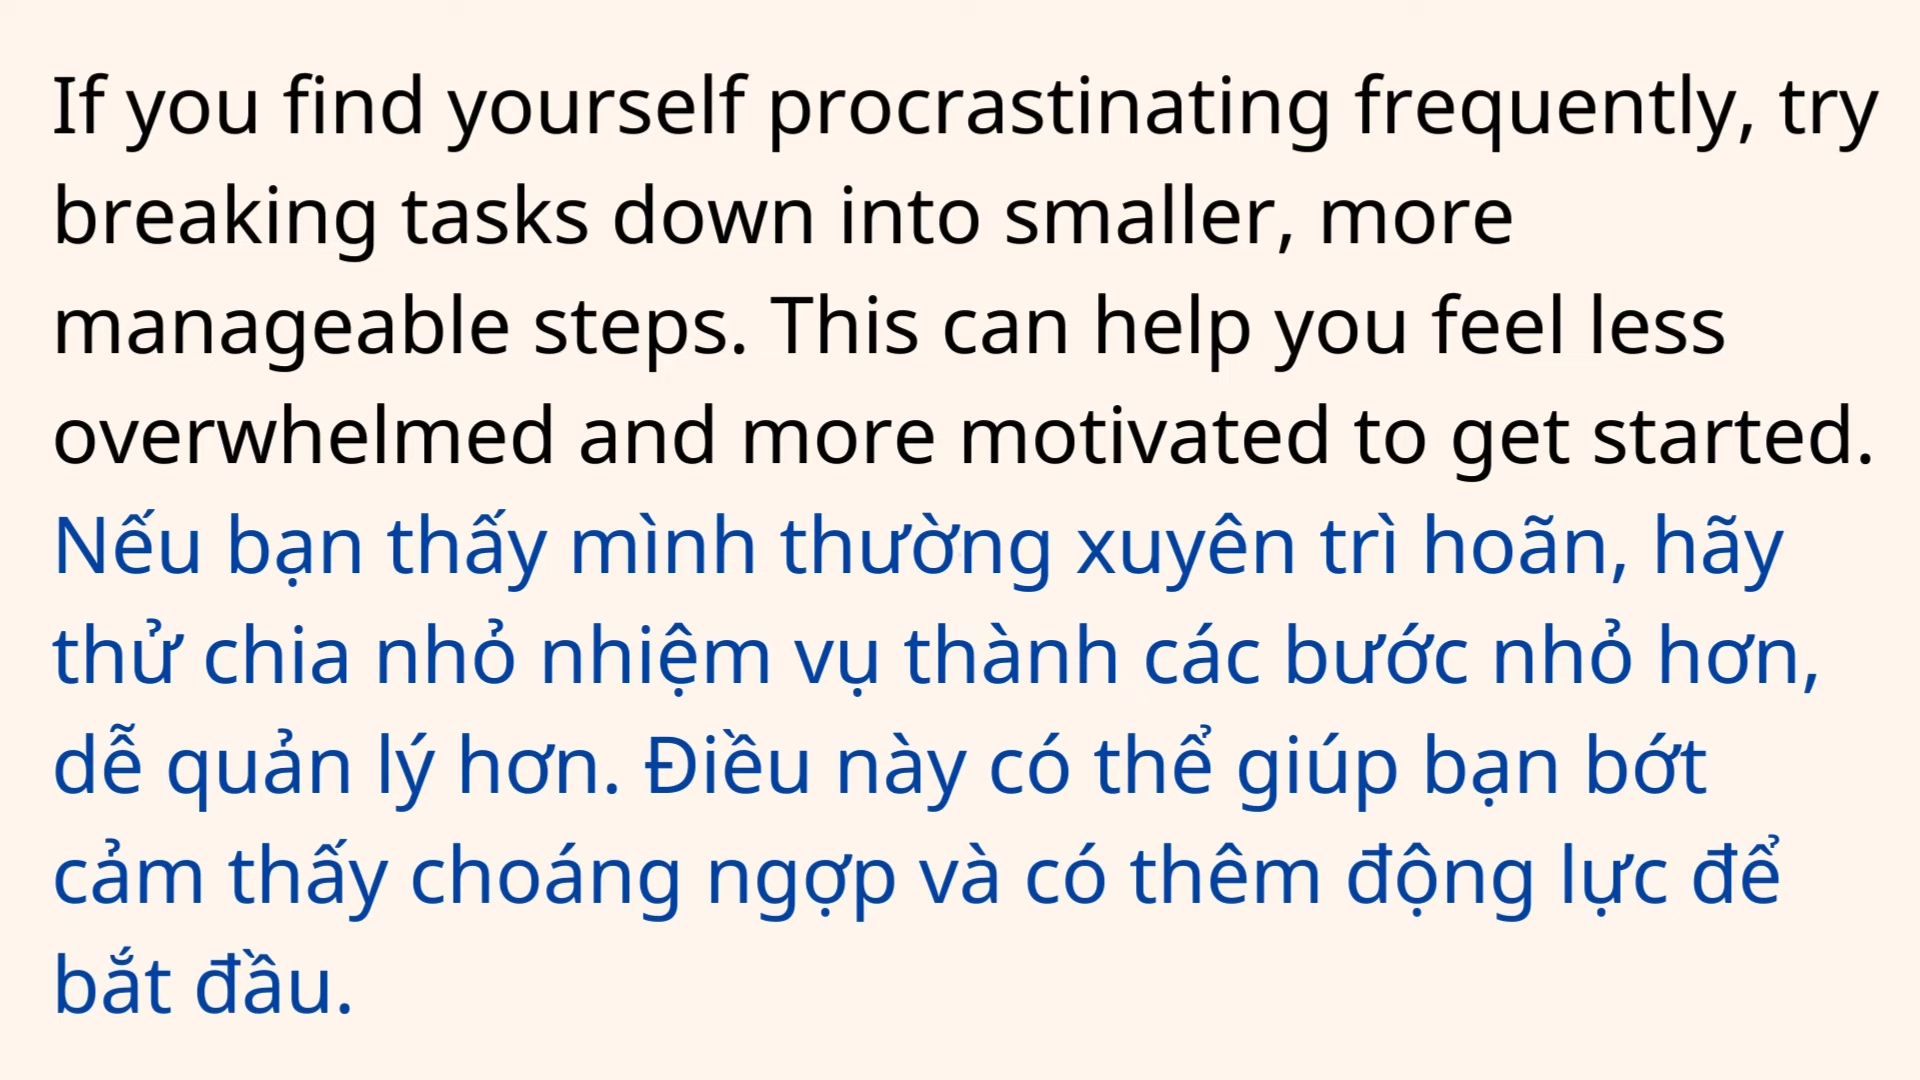 If you find yourself procrastinating frequently, try
breaking tasks down into smaller, more
manageable steps. This can help you feel less
overwhelmed and more motivated to get started.
Nếu bạn thấy mình thường xuyên trì hoãn, hãy
thử chia nhỏ nhiệm vụ thành các bước nhỏ hơn,
dễ quản lý hơn. Điều này có thể giúp bạn bớt
cảm thấy choáng ngợp và có thêm động lực để
bắt đầu.